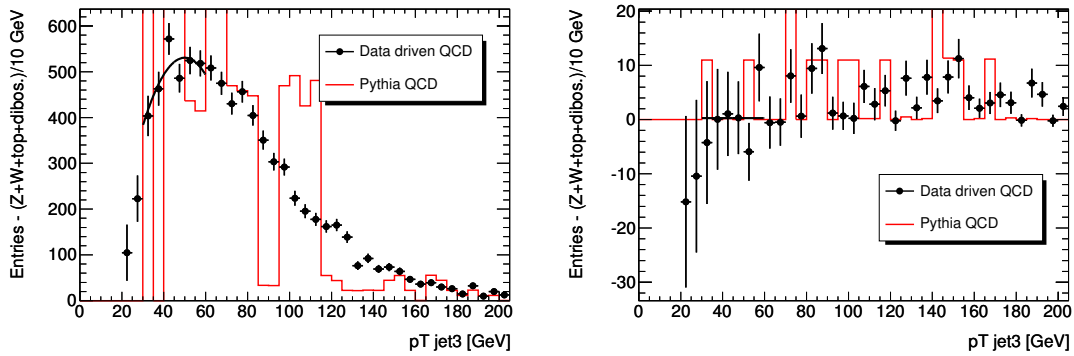 Entries - (Z+W+top+dibos.)/10 GeV
600
500
400
300
200
100
0
Data driven QCD
Pythia QCD
0 20 40 60 80 100 120 140 160 180 200
pT jet3 [GeV]
Entries - (Z+W+top+dibos.)/10 GeV
20
10
0
-10
-20
-30
Data driven QCD
Pythia QCD
0 20 40 60 80 100 120 140 160 180 200
pT jet3 [GeV]